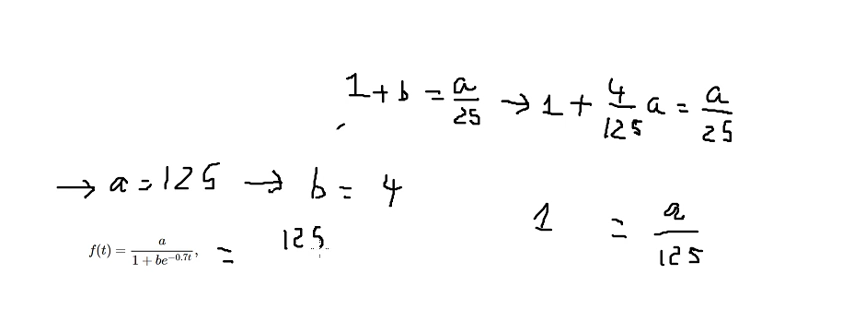 1 + b = a/25 → 1 + 4/125 a = a/25
→ a = 125 → b = 4
1 = a/125
f(t) = a/(1 + be^(-0.7t)), = 125